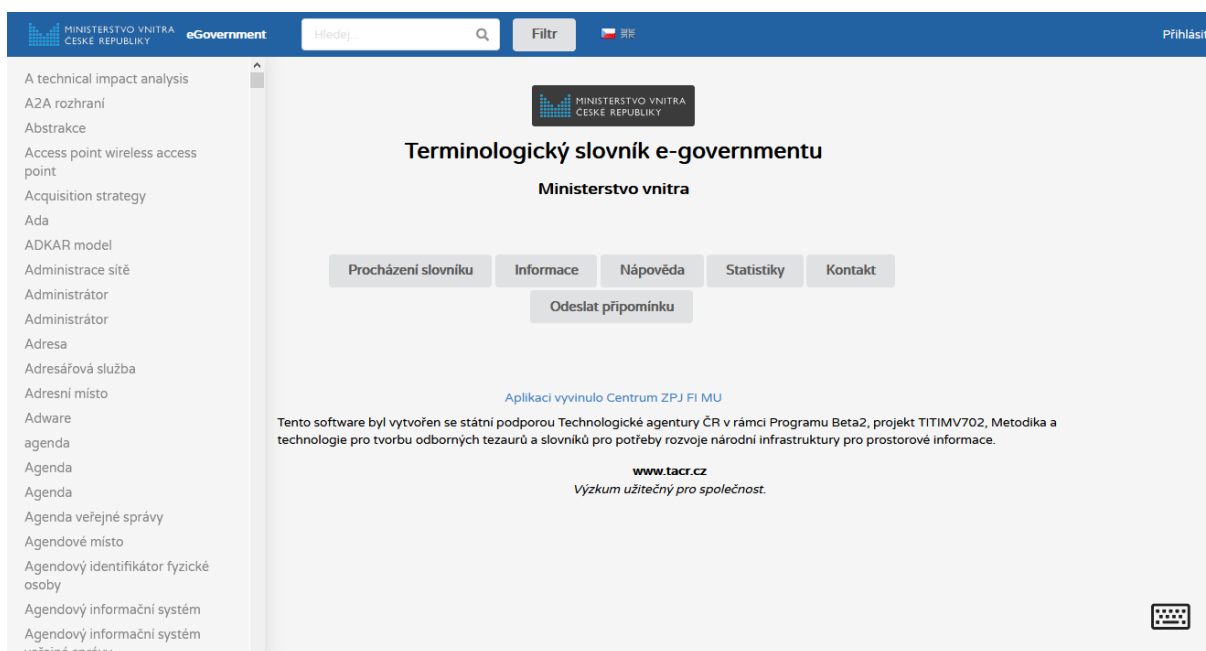 MINISTERSTVO VNITRA
ČESKÉ REPUBLIKY
eGovernment
Hledej...
Filtr
Přihlásit
A technical impact analysis
A2A rozhraní
Abstrakce
Access point wireless access
point
Acquisition strategy
Ada
ADKAR model
Administrace sítě
Administrátor
Administrátor
Adresa
Adresářová služba
Adresní místo
Adware
agenda
Agenda
Agenda
Agenda veřejné správy
Agendové místo
Agendový identifikátor fyzické
osoby
Agendový informační systém
Agendový informační systém
MINISTERSTVO VNITRA
ČESKÉ REPUBLIKY
Terminologický slovník e-governmentu
Ministerstvo vnitra
Procházení slovníku
Informace
Nápověda
Statistiky
Kontakt
Odeslat připomínku
Aplikaci vyvinulo Centrum ZPJ FI MU
Tento software byl vytvořen se státní podporou Technologické agentury ČR v rámci Programu Beta2, projekt TITIMV702, Metodika a
technologie pro tvorbu odborných tezaurů a slovníků pro potřeby rozvoje národní infrastruktury pro prostorové informace.
www.tacr.cz
Výzkum užitečný pro společnost.